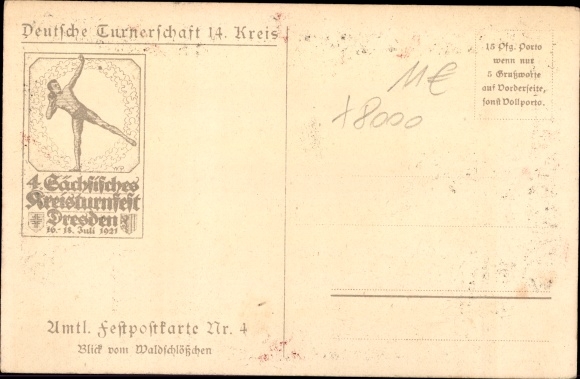 Deutsche Turnerschaft 14. Kreis
4. Sächsisches
Kreisturnfest
Dresden
16.-18. Juli 1921
Amtl. Festpostkarte Nr. 4
Blick vom Waldschlößchen
15 Pfg. Porto
wenn nur
5 Grußworte
auf Vorderseite,
sonst Vollporto.
11€
+8000